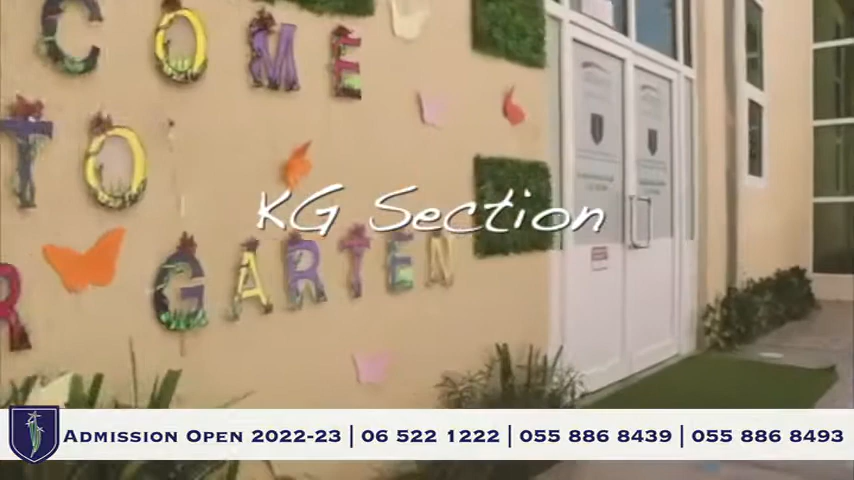 COME
TO
R GARTEN
KG Section
ADMISSION OPEN 2022-23 | 06 522 1222 | 055 886 8439 | 055 886 8493